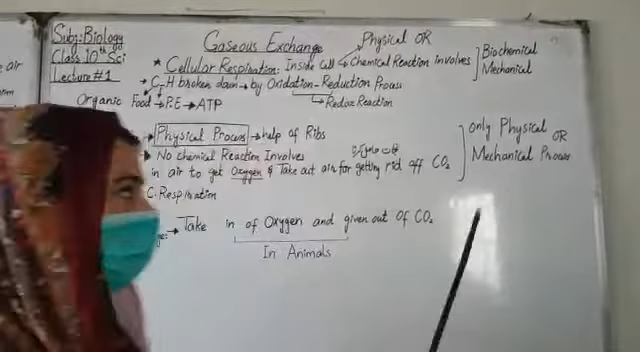 air
Subj: Biology
Class 10th Sci
Lecture #1
Gaseous Exchange
Physical OR
* Cellular Respiration: Inside Cell → Chemical Reaction involves
Biochemical
Mechanical
→ C-H broken down → by Oxidation-Reduction Process
Organic Food → P.E → ATP
→ Redox Reaction
→ Physical Process → help of Ribs
No chemical Reaction Involves
in air to get Oxygen & Take out air for getting rid off CO₂
only Physical OR
Mechanical Process
C. Respiration
→ Take in of Oxygen and given out of CO₂
In Animals